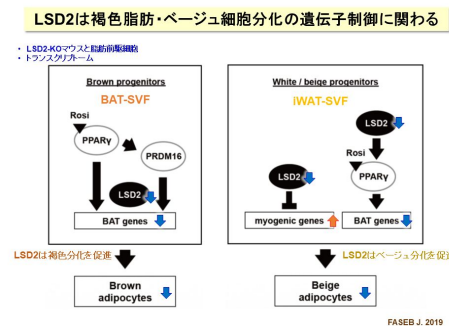 LSD2は褐色脂肪・ベージュ細胞分化の遺伝子制御に関わる
• LSD2-KOマウスと脂肪前駆細胞
• トランスクリプトーム
Brown progenitors
BAT-SVF
Rosi
PPARγ
PRDM16
LSD2
BAT genes
White / beige progenitors
iWAT-SVF
LSD2
Rosi
PPARγ
LSD2
myogenic genes
BAT genes
LSD2は褐色分化を促進
LSD2はベージュ分化を促進
Brown
adipocytes
Beige
adipocytes
FASEB J. 2019